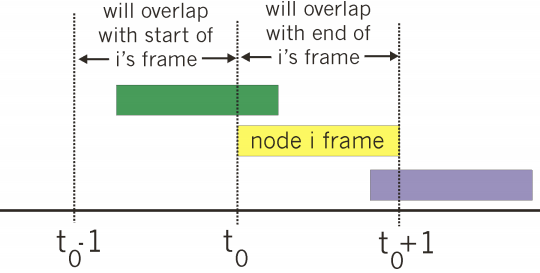 will overlap
with start of
i's frame
will overlap
with end of
i's frame
node i frame
t0-1
t0
t0+1